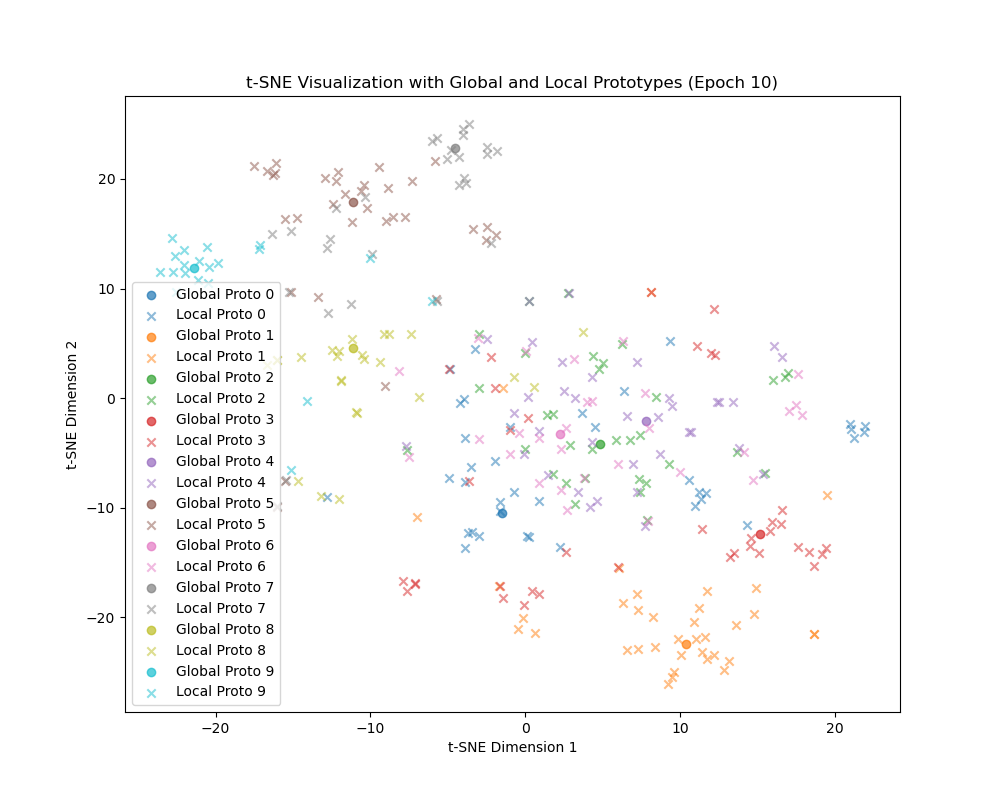 t-SNE Visualization with Global and Local Prototypes (Epoch 10)
20
10
0
−10
−20
t-SNE Dimension 2
Global Proto 0
Local Proto 0
Global Proto 1
Local Proto 1
Global Proto 2
Local Proto 2
Global Proto 3
Local Proto 3
Global Proto 4
Local Proto 4
Global Proto 5
Local Proto 5
Global Proto 6
Local Proto 6
Global Proto 7
Local Proto 7
Global Proto 8
Local Proto 8
Global Proto 9
Local Proto 9
−20 −10 0 10 20
t-SNE Dimension 1